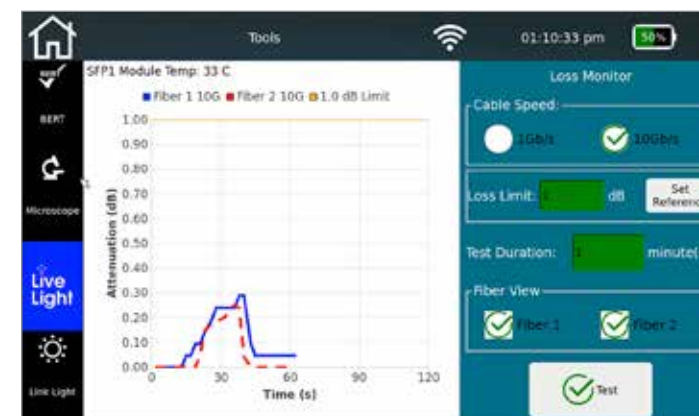 Tools
01:10:33 pm
50%
BERT
BERT
Microscope
Live
Light
Link Light
SFP1 Module Temp: 33 C
Fiber 1 10G Fiber 2 10G 1.0 dB Limit
Attenuation (dB)
1.00
0.90
0.80
0.70
0.60
0.50
0.40
0.30
0.20
0.10
0.00
0 30 60 90 120
Time (s)
Loss Monitor
Cable Speed:
1Gb/s 10Gb/s
Loss Limit: dB
Set
Referenc
Test Duration: minute(
Fiber View
Fiber 1 Fiber 2
Test